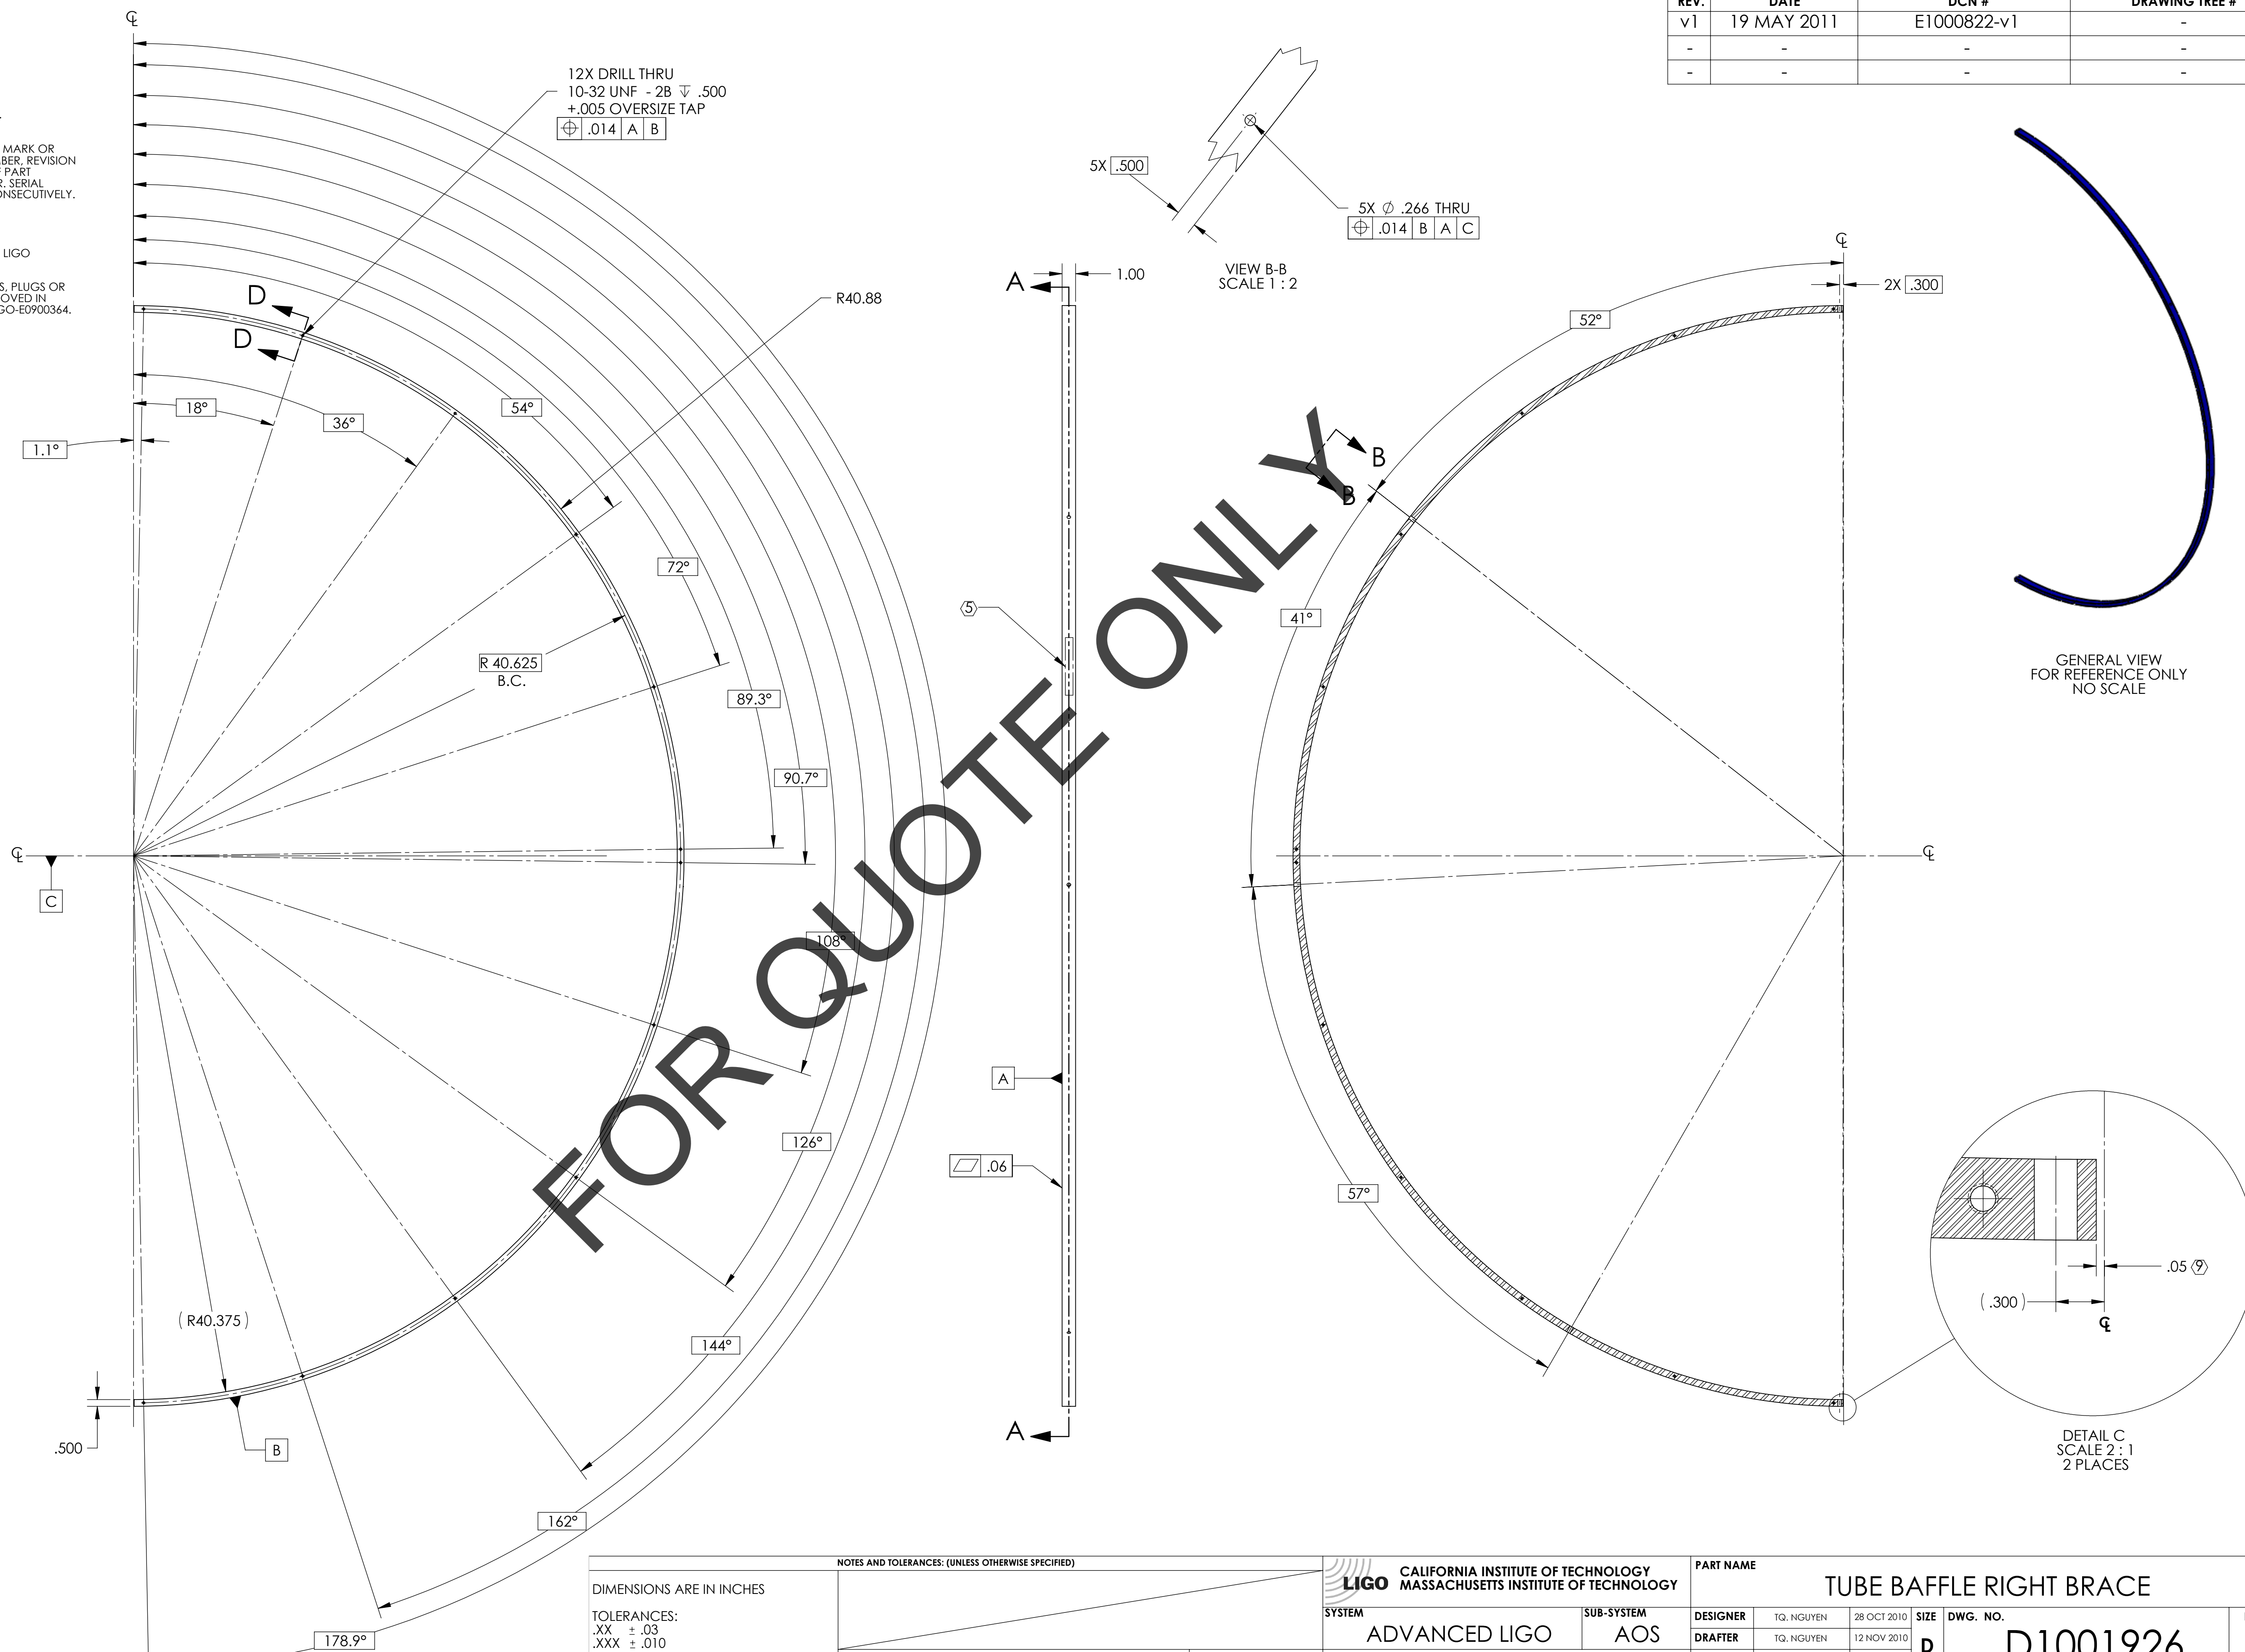 REV. DATE DCN # DRAWING TREE #
v1 19 MAY 2011 E1000822-v1 -
- - - -
- - - -
MARK OR
REVISION
PART
SERIAL
LIGO
PLUGS OR
12X DRILL THRU
10-32 UNF - 2B ↧ .500
+.005 OVERSIZE TAP
⌖ .014 A B
5X .500
5X ∅ .266 THRU
⌖ .014 B A C
VIEW B-B
SCALE 1 : 2
℄
D
D
R40.88
18°
36°
54°
1.1°
72°
R 40.625
B.C.
89.3°
90.7°
℄
C
108°
126°
( R40.375 )
144°
.500
B
162°
178.9°
A
1.00
5
A
▱ .06
A
℄
2X .300
52°
B
B
41°
℄
57°
GENERAL VIEW
FOR REFERENCE ONLY
NO SCALE
.05 9
( .300 )
℄
DETAIL C
SCALE 2 : 1
2 PLACES
FOR QUOTE ONLY
NOTES AND TOLERANCES: (UNLESS OTHERWISE SPECIFIED)
DIMENSIONS ARE IN INCHES
TOLERANCES:
.XX ± .03
.XXX ± .010
LIGO
CALIFORNIA INSTITUTE OF TECHNOLOGY
MASSACHUSETTS INSTITUTE OF TECHNOLOGY
SYSTEM
ADVANCED LIGO
SUB-SYSTEM
AOS
PART NAME
TUBE BAFFLE RIGHT BRACE
DESIGNER TQ. NGUYEN 28 OCT 2010
DRAFTER TQ. NGUYEN 12 NOV 2010
SIZE
D
DWG. NO.
D1001926